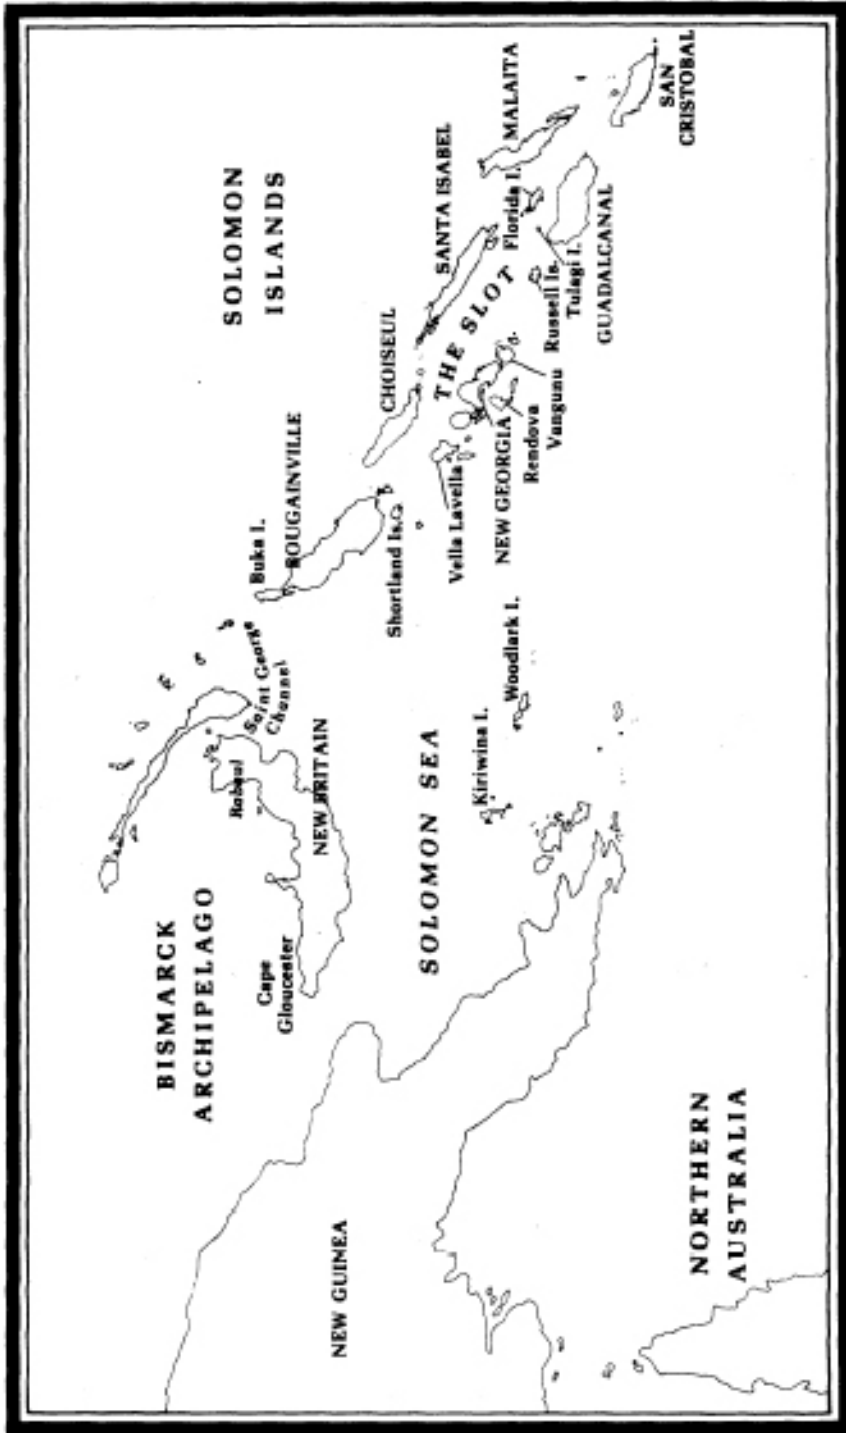 BISMARCK
ARCHIPELAGO
SOLOMON
ISLANDS
Rabaul
Saint George
Channel
Buka I.
BOUGAINVILLE
Cape
Gloucester
NEW BRITAIN
NEW GUINEA
CHOISEUL
Shortland Is.
SANTA ISABEL
MALAITA
THE SLOT
Florida I.
SOLOMON SEA
Vella Lavella
NEW GEORGIA
Rendova
Vangunu
Russell Is.
Tulagi I.
GUADALCANAL
SAN
CRISTOBAL
Kiriwina I.
Woodlark I.
NORTHERN
AUSTRALIA